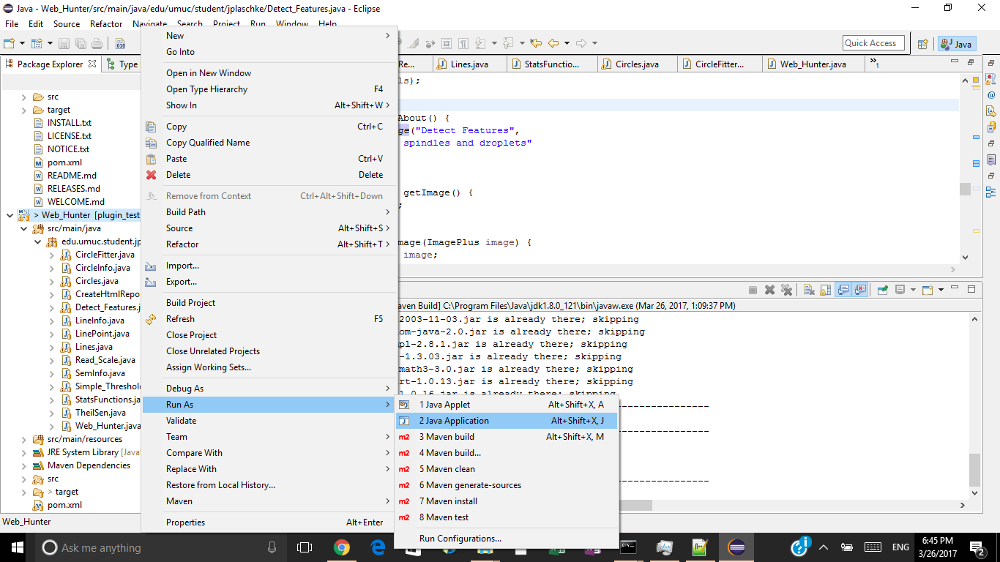 Java - Web_Hunter/src/main/java/edu/umuc/student/jplaschke/Detect_Features.java - Eclipse
File Edit Source Refactor Navigate Search Project Run Window Help
Quick Access
Java
Package Explorer
Type
Re...
Lines.java
StatsFunctio...
Circles.java
CircleFitter...
Web_Hunter.java
»1
src
target
INSTALL.txt
LICENSE.txt
NOTICE.txt
pom.xml
README.md
RELEASES.md
WELCOME.md
> Web_Hunter [plugin_test
src/main/java
edu.umuc.student.jp
CircleFitter.java
CircleInfo.java
Circles.java
CreateHtmlRepo
Detect_Features.j
LineInfo.java
LinePoint.java
Lines.java
Read_Scale.java
SemInfo.java
Simple_Threshold
StatsFunctions.ja
TheilSen.java
Web_Hunter.java
src/main/resources
JRE System Library [Java
Maven Dependencies
src
> target
pom.xml
Web_Hunter
New
Go Into
Open in New Window
Open Type Hierarchy F4
Show In Alt+Shift+W
Copy Ctrl+C
Copy Qualified Name
Paste Ctrl+V
Delete Delete
Remove from Context Ctrl+Alt+Shift+Down
Build Path
Source Alt+Shift+S
Refactor Alt+Shift+T
Import...
Export...
Build Project
Refresh F5
Close Project
Close Unrelated Projects
Assign Working Sets...
Debug As
Run As
Validate
Team
Compare With
Replace With
Restore from Local History...
Maven
Properties Alt+Enter
1 Java Applet Alt+Shift+X, A
2 Java Application Alt+Shift+X, J
3 Maven build Alt+Shift+X, M
4 Maven build...
5 Maven clean
6 Maven generate-sources
7 Maven install
8 Maven test
Run Configurations...
ls);
About() {
ge("Detect Features",
spindles and droplets"
getImage() {
;
mage(ImagePlus image) {
image;
aven Build] C:\Program Files\Java\jdk1.8.0_121\bin\javaw.exe (Mar 26, 2017, 1:09:37 PM)
2003-11-03.jar is already there; skipping
om-java-2.0.jar is already there; skipping
pl-2.8.1.jar is already there; skipping
-1.3.03.jar is already there; skipping
math3-3.0.jar is already there; skipping
rt-1.0.13.jar is already there; skipping
1.0.16.jar is already there; skipping
Ask me anything
ENG
6:45 PM
3/26/2017
2